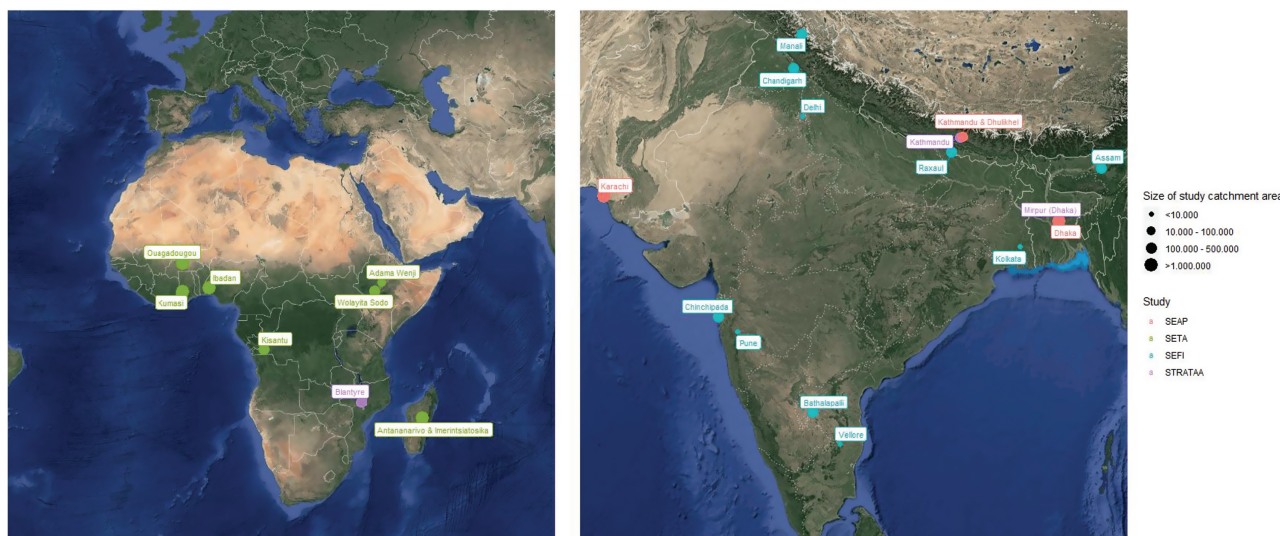 Ouagadougou
Ibadan
Kumasi
Adama Wenji
Wolayita Sodo
Kisantu
Blantyre
Antananarivo & Imerintsiatosika
Manali
Chandigarh
Delhi
Kathmandu & Dhulikhel
Kathmandu
Raxaul
Assam
Karachi
Mirpur (Dhaka)
Dhaka
Kolkata
Chinchipada
Pune
Bathalapalli
Vellore
Size of study catchment area
<10.000
10.000 - 100.000
100.000 - 500.000
>1.000.000
Study
a SEAP
a SETA
a SEFI
a STRATAA